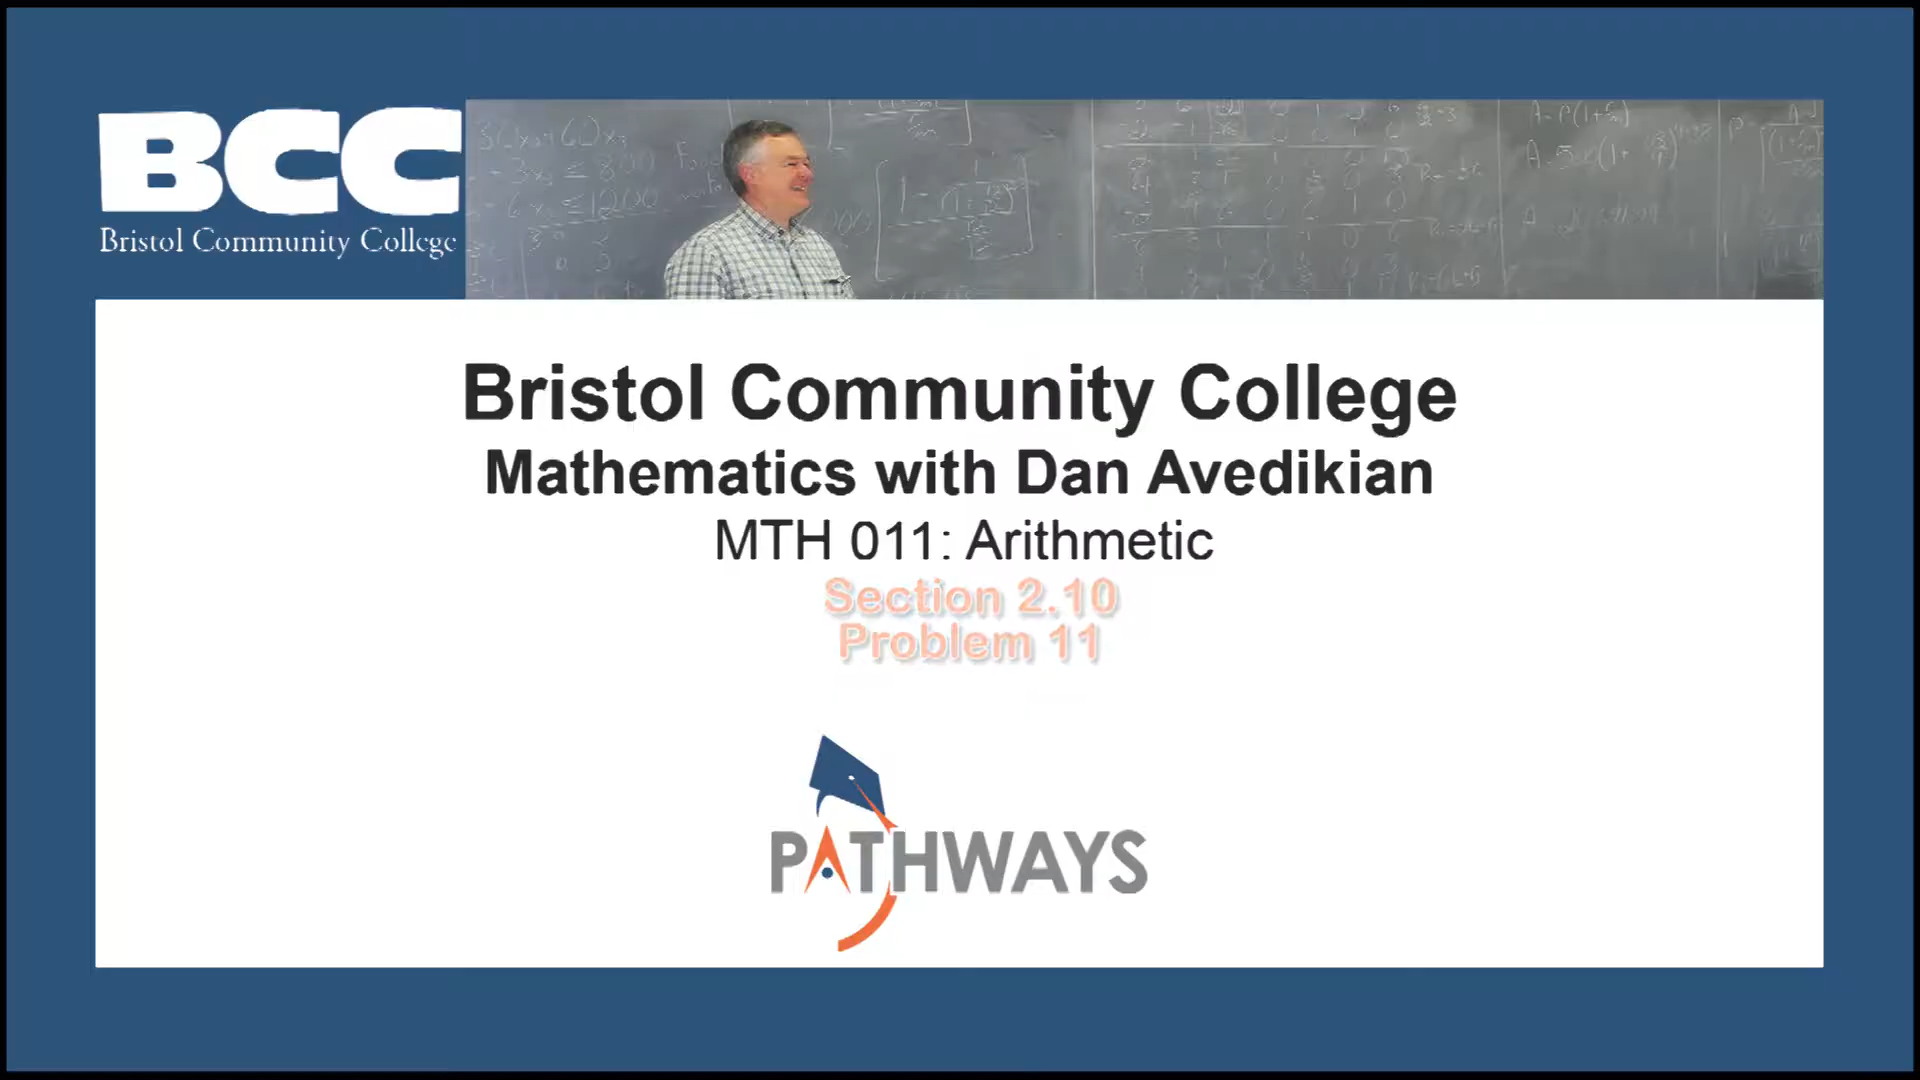 BCC
Bristol Community College
Bristol Community College
Mathematics with Dan Avedikian
MTH 011: Arithmetic
Section 2.10
Problem 11
PATHWAYS